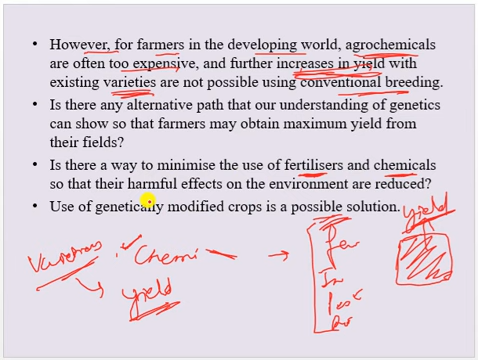 • However, for farmers in the developing world, agrochemicals
are often too expensive, and further increases in yield with
existing varieties are not possible using conventional breeding.
• Is there any alternative path that our understanding of genetics
can show so that farmers may obtain maximum yield from
their fields?
• Is there a way to minimise the use of fertilisers and chemicals
so that their harmful effects on the environment are reduced?
• Use of genetically modified crops is a possible solution.
yield
Chemi
fer
In
yield